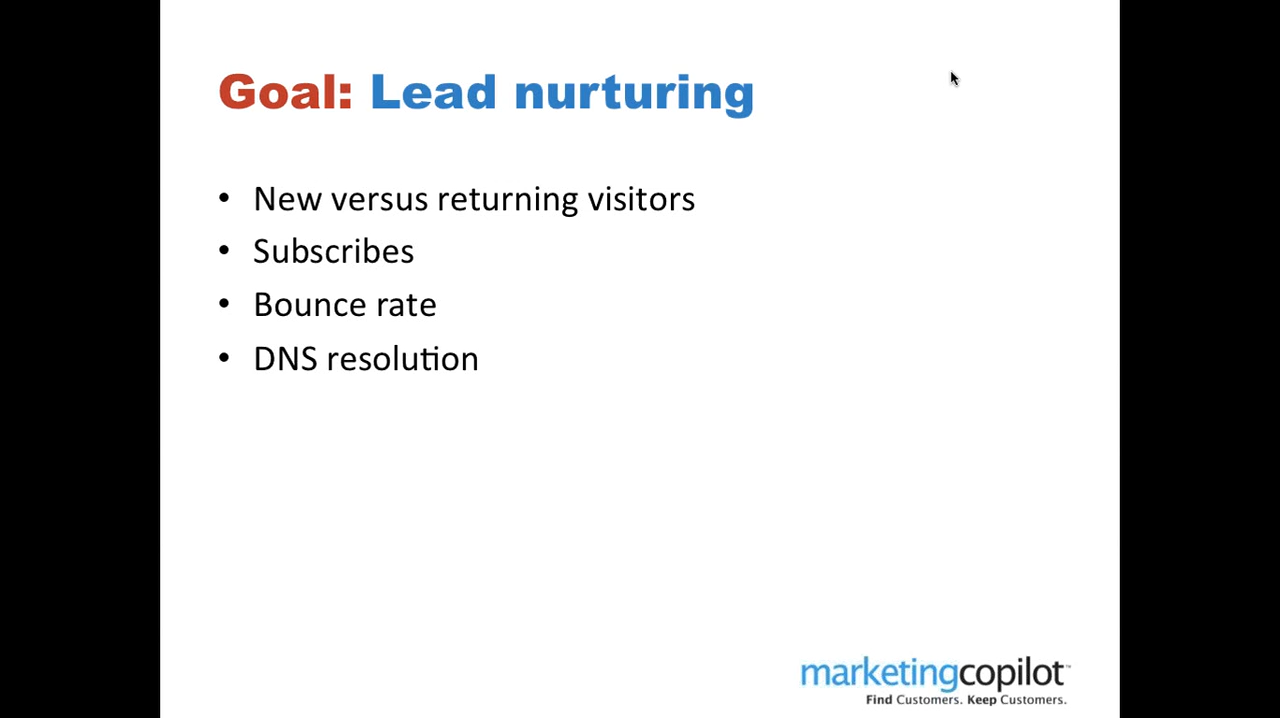 Goal: Lead nurturing
• New versus returning visitors
• Subscribes
• Bounce rate
• DNS resolution
marketingcopilot™
Find Customers. Keep Customers.